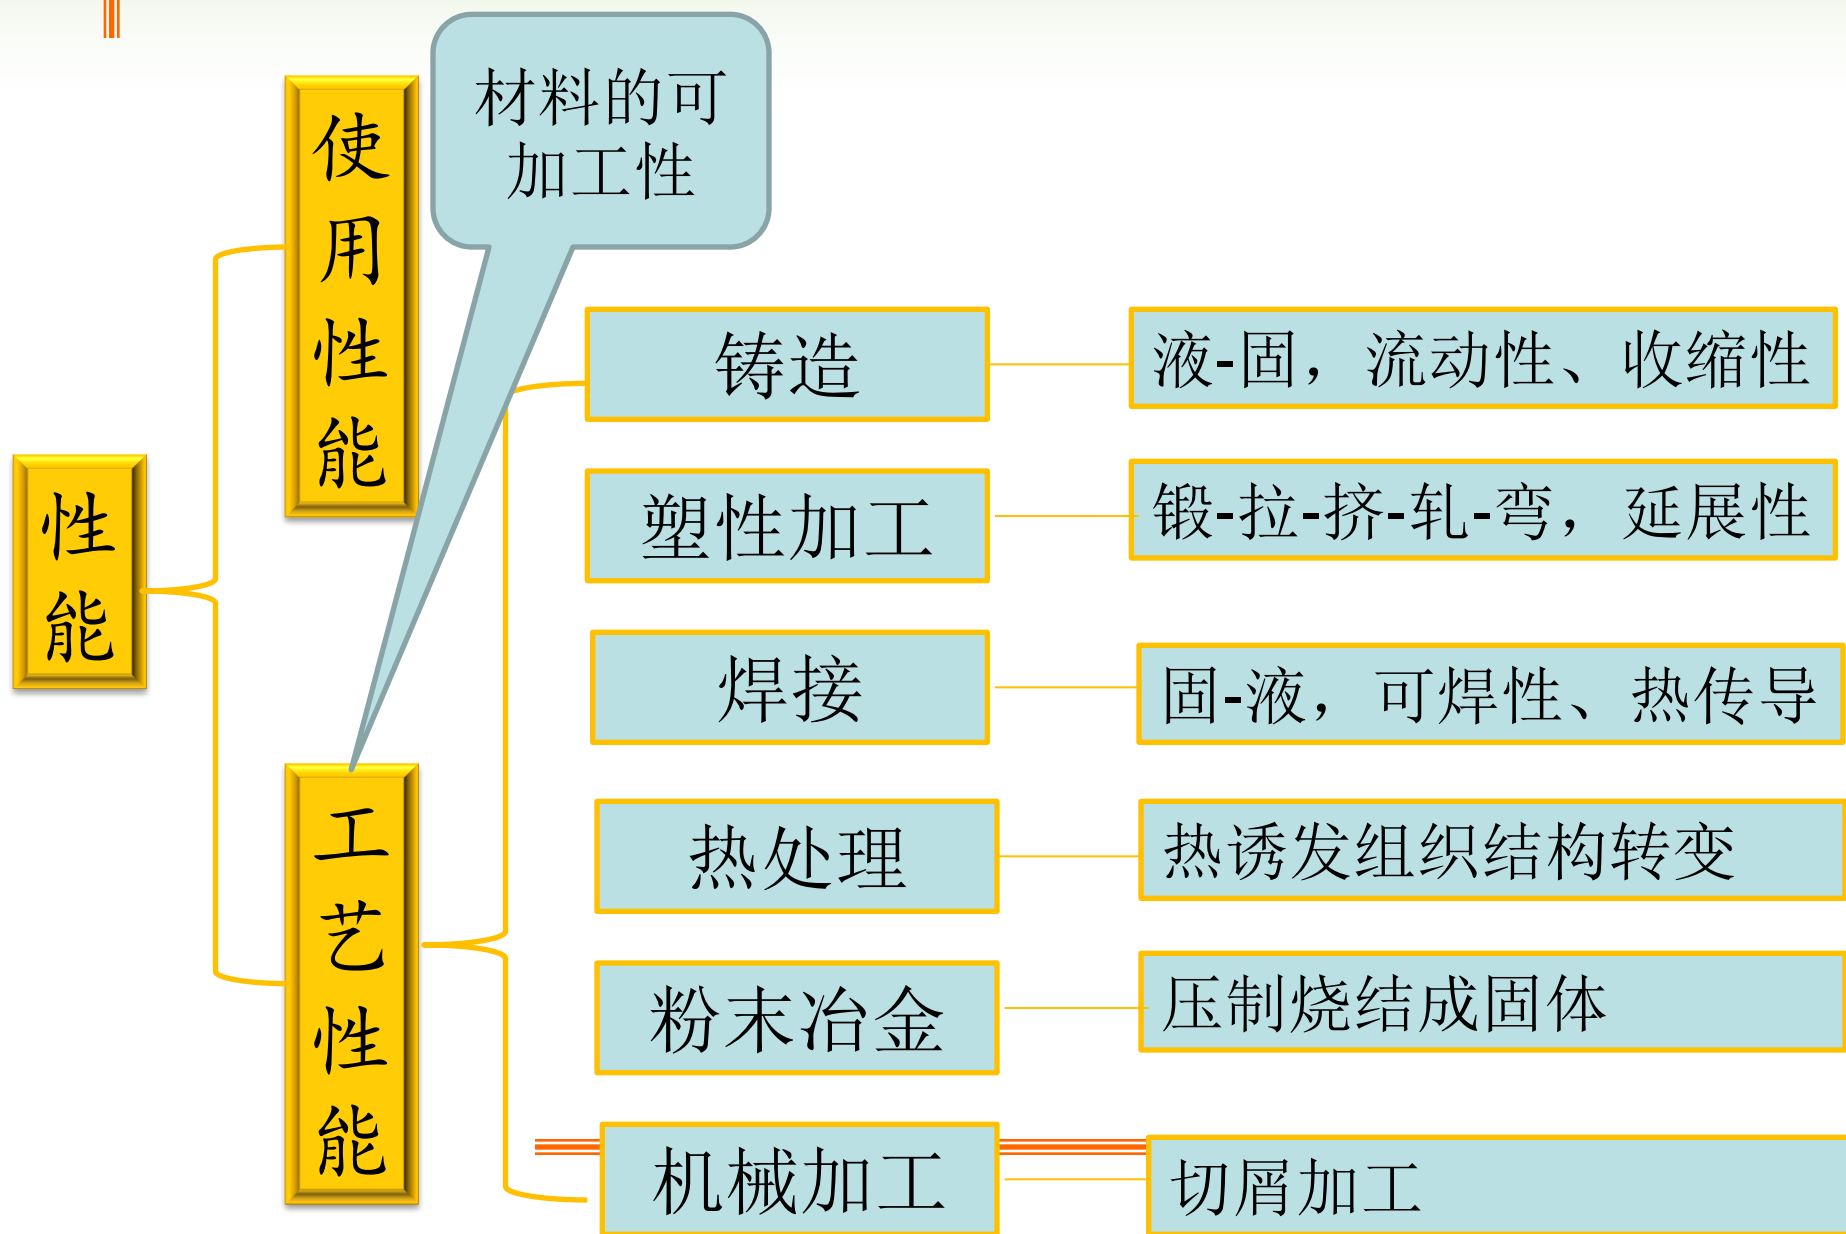 材料的可
加工性
使用性能
性能
工艺性能
铸造
液-固，流动性、收缩性
塑性加工
锻-拉-挤-轧-弯，延展性
焊接
固-液，可焊性、热传导
热处理
热诱发组织结构转变
粉末冶金
压制烧结成固体
机械加工
切屑加工